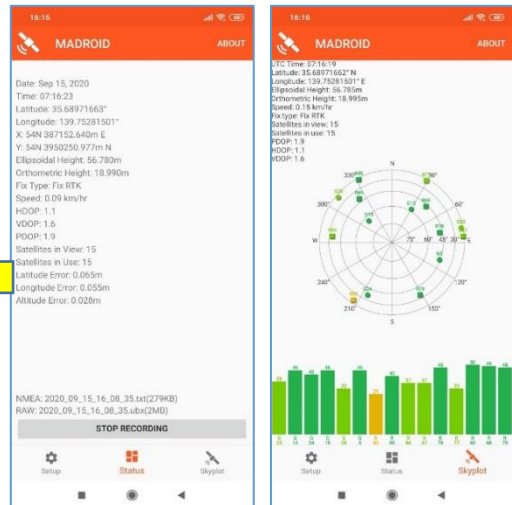 16:16
MADROID
ABOUT
Date: Sep 15, 2020
Time: 07:16:23
Latitude: 35.68971663°
Longitude: 139.75281501°
X: 54N 387152.640m E
Y: 54N 3950250.977m N
Ellipsoidal Height: 56.780m
Orthometric Height: 18.990m
Fix Type: Fix RTK
Speed: 0.09 km/hr
HDOP: 1.1
VDOP: 1.6
PDOP: 1.9
Satellites in View: 15
Satellites in Use: 15
Latitude Error: 0.065m
Longitude Error: 0.055m
Altitude Error: 0.028m
NMEA: 2020_09_15_16_08_35.txt(279KB)
RAW: 2020_09_15_16_08_35.ubx(2MB)
STOP RECORDING
Setup
Status
Skyplot
16:16
MADROID
ABOUT
UTC Time: 07:16:19
Latitude: 35.68971662° N
Longitude: 139.75281501° E
Ellipsoidal Height: 56.785m
Orthometric Height: 18.995m
Speed: 0.15 km/hr
Fix type: Fix RTK
Satellites in view: 15
Satellites in use: 15
PDOP: 1.9
HDOP: 1.1
VDOP: 1.6
N
330°
300°
60°
W
75°
60°
45°
30°
E
240°
120°
210°
150°
S
Setup
Status
Skyplot